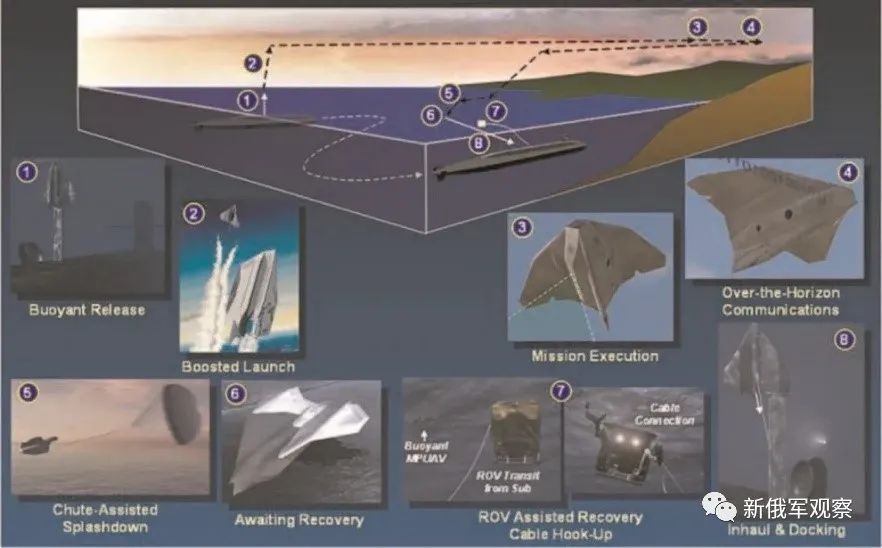 1
2
3
4
5
6
7
8
1
Buoyant Release
2
Boosted Launch
3
Mission Execution
4
Over-the-Horizon
Communications
5
Chute-Assisted
Splashdown
6
Awaiting Recovery
7
Buoyant
MPUAV
ROV Transit
from Sub
Cable
Connection
ROV Assisted Recovery
Cable Hook-Up
8
Inhaul & Docking
新俄军观察